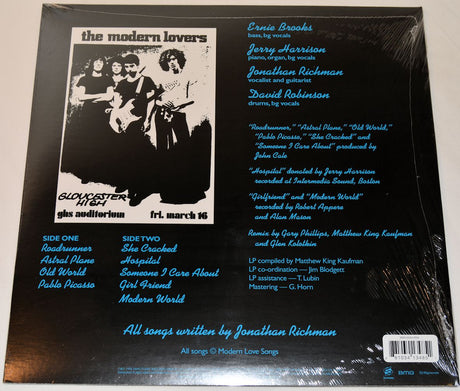 the modern lovers
GLOUCESTER
HIGH
ghs auditorium fri. march 16
SIDE ONE
Roadrunner
Astral Plane
Old World
Pablo Picasso
SIDE TWO
She Cracked
Hospital
Someone I Care About
Girl Friend
Modern World
Ernie Brooks
bass, bg vocals
Jerry Harrison
piano, organ, bg vocals
Jonathan Richman
vocalist and guitarist
David Robinson
drums, bg vocals
"Roadrunner," "Astral Plane," "Old World,"
"Pablo Picasso," "She Cracked" and
"Someone I Care About" produced by
John Cale
"Hospital" donated by Jerry Harrison
recorded at Intermedia Sound, Boston
"Girlfriend" and "Modern World"
recorded by Robert Appere
and Alan Mason
Remix by Gary Phillips, Matthew King Kaufman
and Glen Kolotkin
LP compiled by Matthew King Kaufman
LP co-ordination — Jim Blodgett
LP assistance — T. Lubin
Mastering — G. Horn
All songs written by Jonathan Richman
All songs © Modern Love Songs
BMG